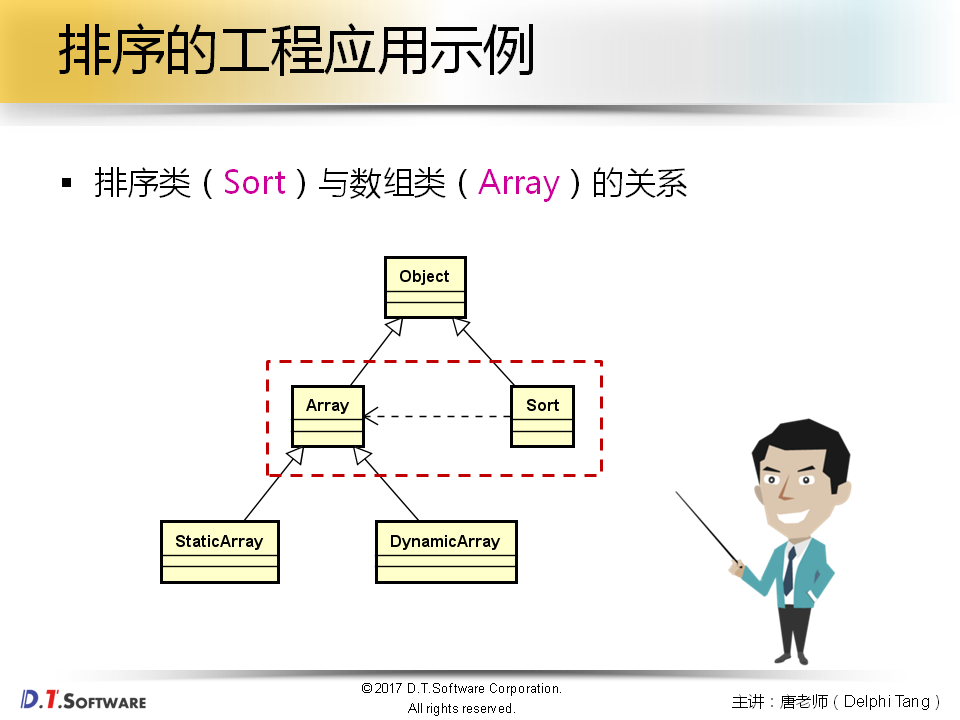 排序的工程应用示例
排序类（Sort）与数组类（Array）的关系
Object
Array
Sort
StaticArray
DynamicArray
D.T.SOFTWARE
©2017 D.T.Software Corporation.
All rights reserved.
主讲：唐老师（Delphi Tang）